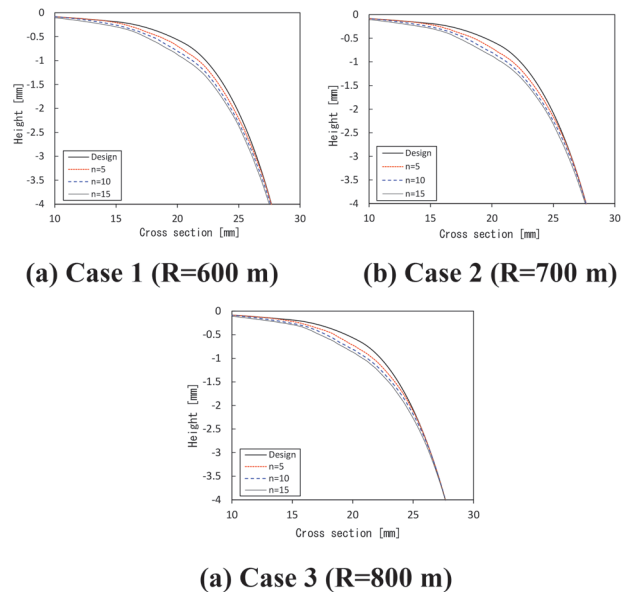 0
-0.5
-1
-1.5
-2
-2.5
-3
-3.5
-4
Height [mm]
Design
n=5
n=10
n=15
10 15 20 25 30
Cross section [mm]
(a) Case 1 (R=600 m)
0
-0.5
-1
-1.5
-2
-2.5
-3
-3.5
-4
Height [mm]
Design
n=5
n=10
n=15
10 15 20 25 30
Cross section [mm]
(b) Case 2 (R=700 m)
0
-0.5
-1
-1.5
-2
-2.5
-3
-3.5
-4
Height [mm]
Design
n=5
n=10
n=15
10 15 20 25 30
Cross section [mm]
(a) Case 3 (R=800 m)